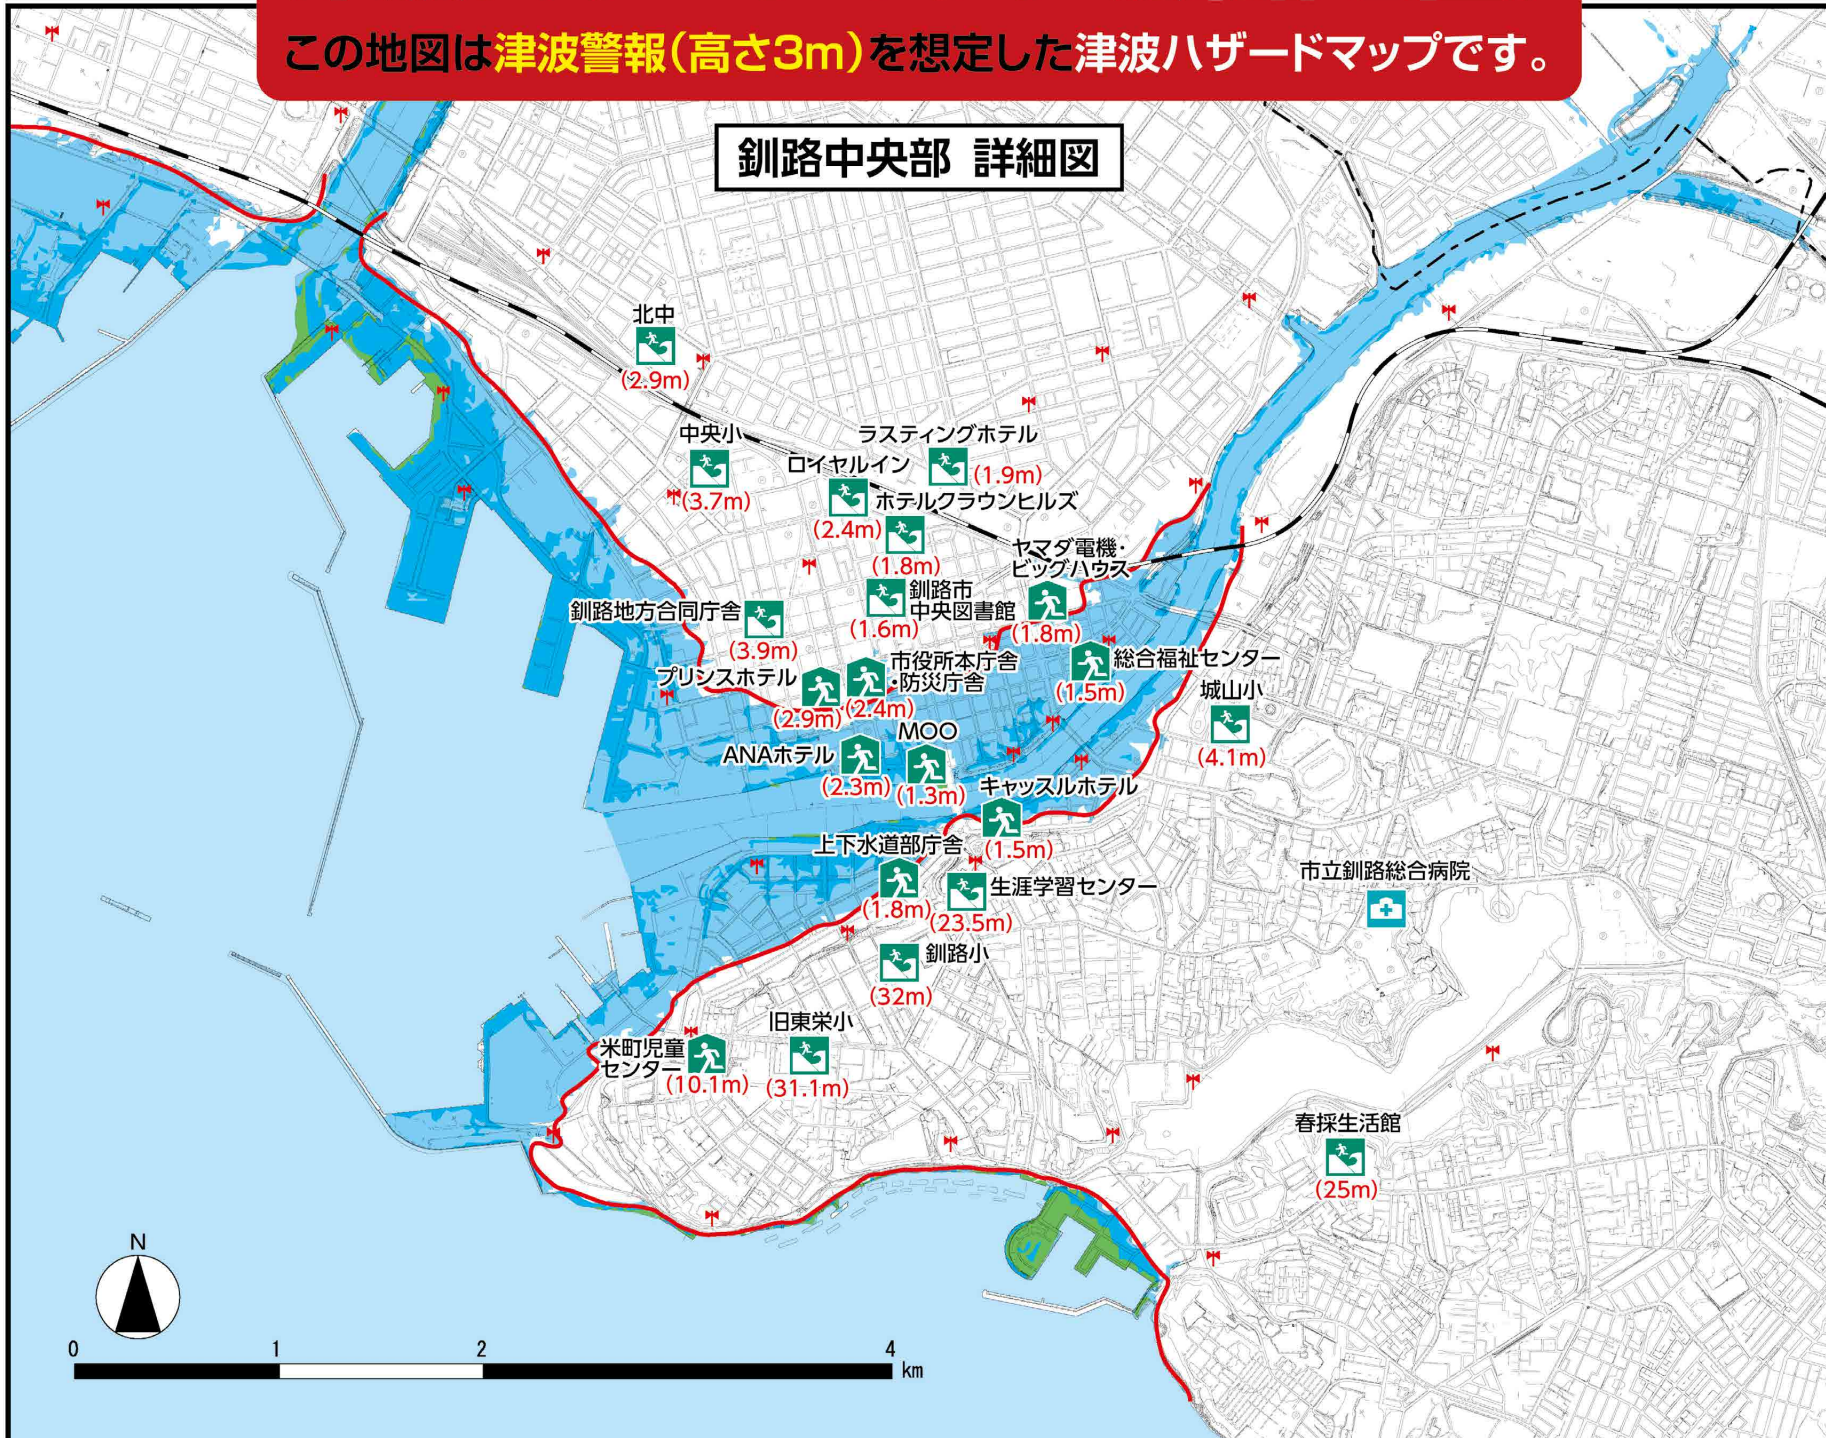 この地図は津波警報(高さ3m)を想定した津波ハザードマップです。
釧路中央部 詳細図
北中
(2.9m)
中央小
(3.7m)
ラスティングホテル
(1.9m)
ロイヤルイン
(2.4m)
ホテルクラウンヒルズ
(1.8m)
ヤマダ電機・
ビッグハウス
(1.8m)
釧路市
中央図書館
(1.6m)
釧路地方合同庁舎
(3.9m)
プリンスホテル
(2.9m)
市役所本庁舎
・防災庁舎
(2.4m)
総合福祉センター
(1.5m)
城山小
(4.1m)
ANAホテル
(2.3m)
MOO
(1.3m)
キャッスルホテル
(1.5m)
上下水道部庁舎
(1.8m)
生涯学習センター
(23.5m)
市立釧路総合病院
釧路小
(32m)
旧東栄小
(31.1m)
米町児童
センター
(10.1m)
春採生活館
(25m)
N
0 1 2 4
km